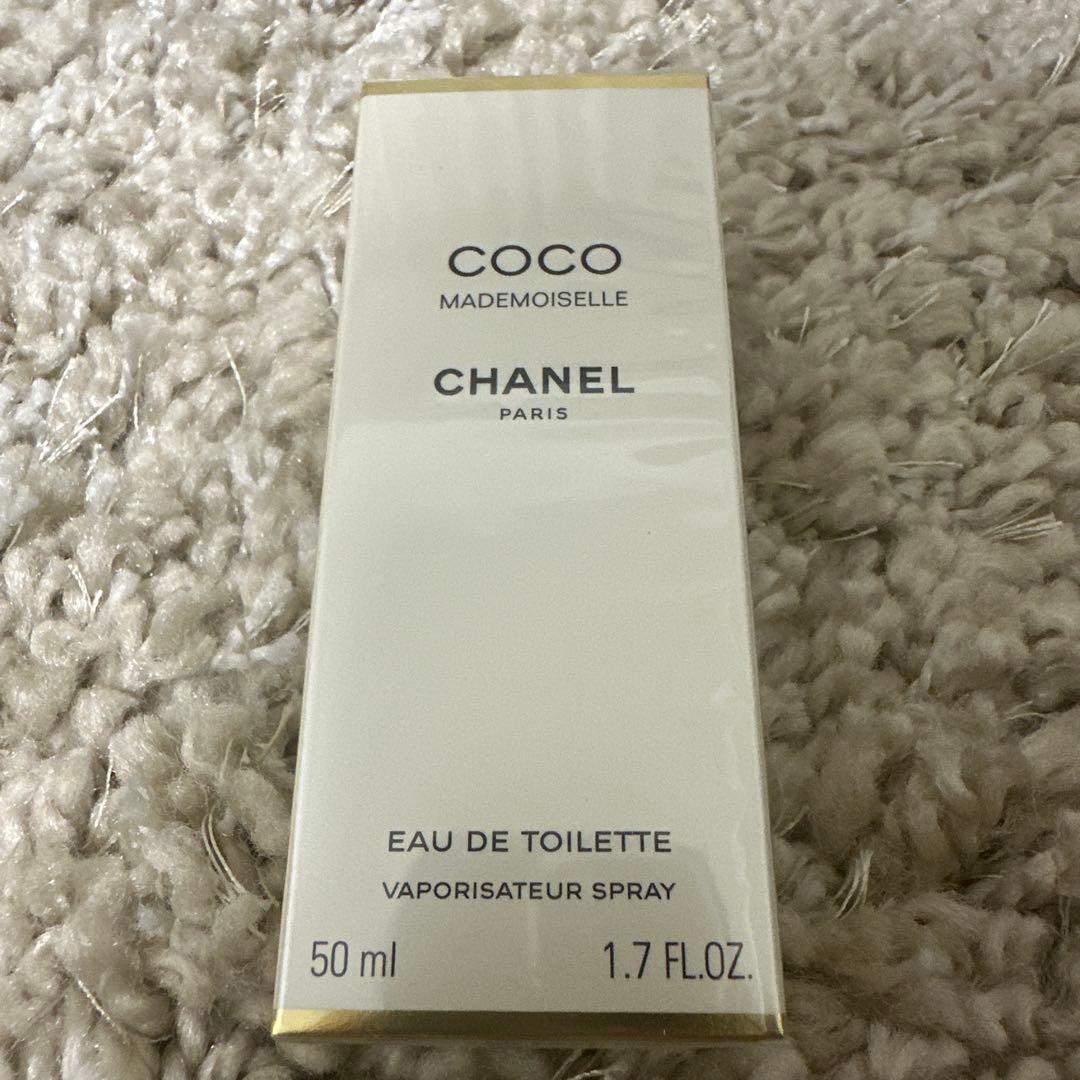 COCO
MADEMOISELLE
CHANEL
PARIS
EAU DE TOILETTE
VAPORISATEUR SPRAY
50 ml 1.7 FL.OZ.